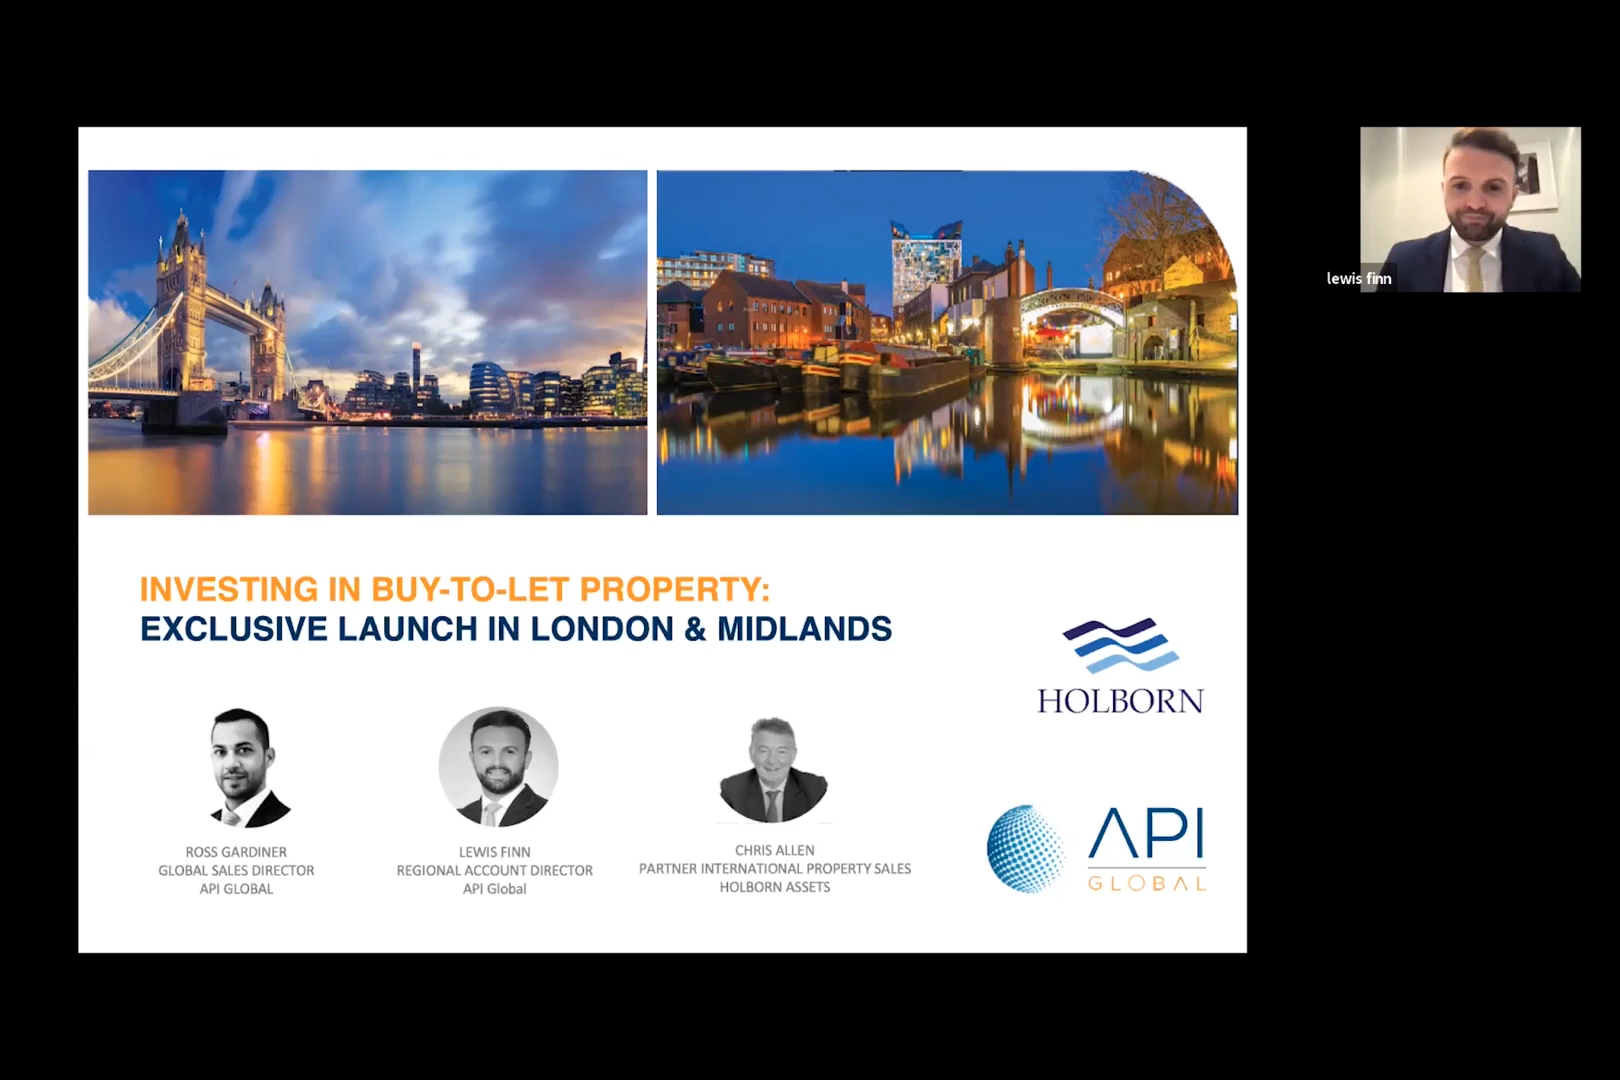 lewis finn
INVESTING IN BUY-TO-LET PROPERTY:
EXCLUSIVE LAUNCH IN LONDON & MIDLANDS
HOLBORN
ROSS GARDINER
GLOBAL SALES DIRECTOR
API GLOBAL
LEWIS FINN
REGIONAL ACCOUNT DIRECTOR
API Global
CHRIS ALLEN
PARTNER INTERNATIONAL PROPERTY SALES
HOLBORN ASSETS
API
GLOBAL